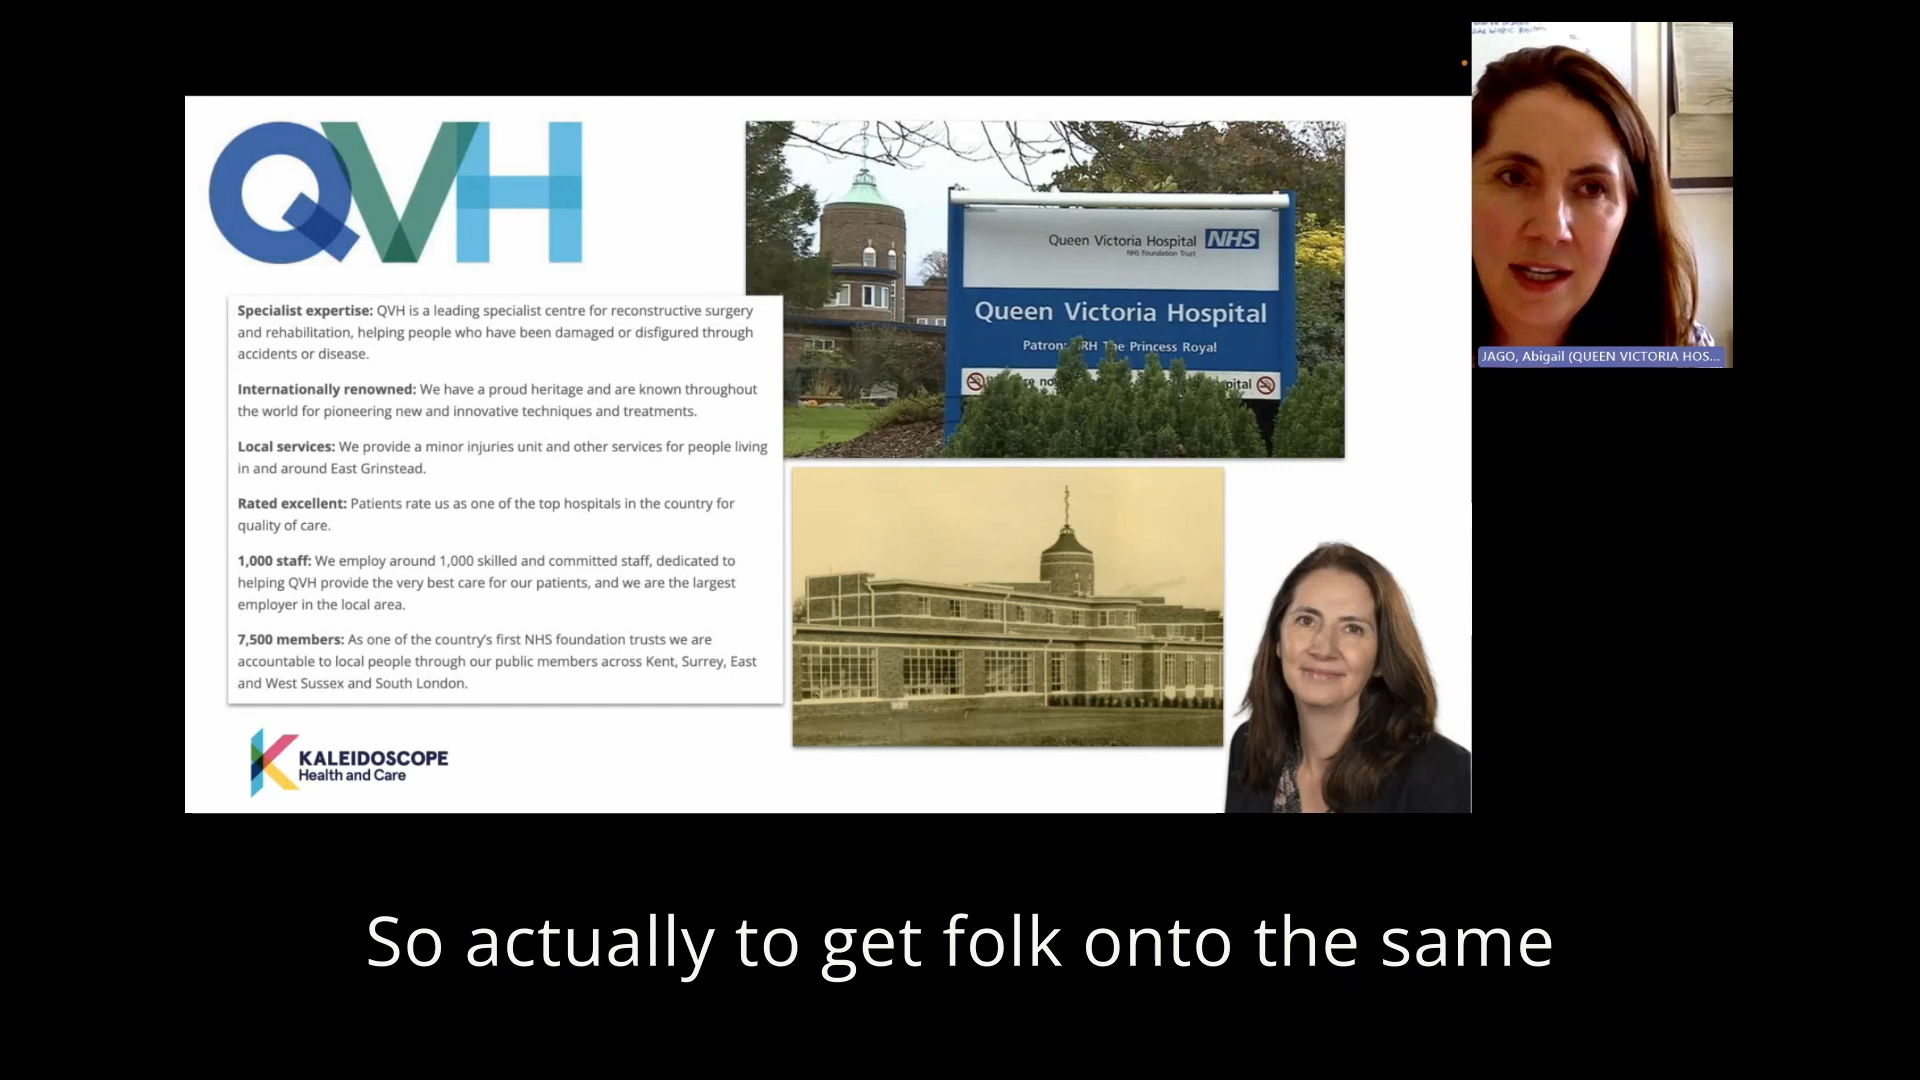 QVH
Queen Victoria Hospital NHS
NHS Foundation Trust
Queen Victoria Hospital
Patron: HRH The Princess Royal
JAGO, Abigail (QUEEN VICTORIA HOS...
Specialist expertise: QVH is a leading specialist centre for reconstructive surgery
and rehabilitation, helping people who have been damaged or disfigured through
accidents or disease.
Internationally renowned: We have a proud heritage and are known throughout
the world for pioneering new and innovative techniques and treatments.
Local services: We provide a minor injuries unit and other services for people living
in and around East Grinstead.
Rated excellent: Patients rate us as one of the top hospitals in the country for
quality of care.
1,000 staff: We employ around 1,000 skilled and committed staff, dedicated to
helping QVH provide the very best care for our patients, and we are the largest
employer in the local area.
7,500 members: As one of the country's first NHS foundation trusts we are
accountable to local people through our public members across Kent, Surrey, East
and West Sussex and South London.
KALEIDOSCOPE
Health and Care
So actually to get folk onto the same